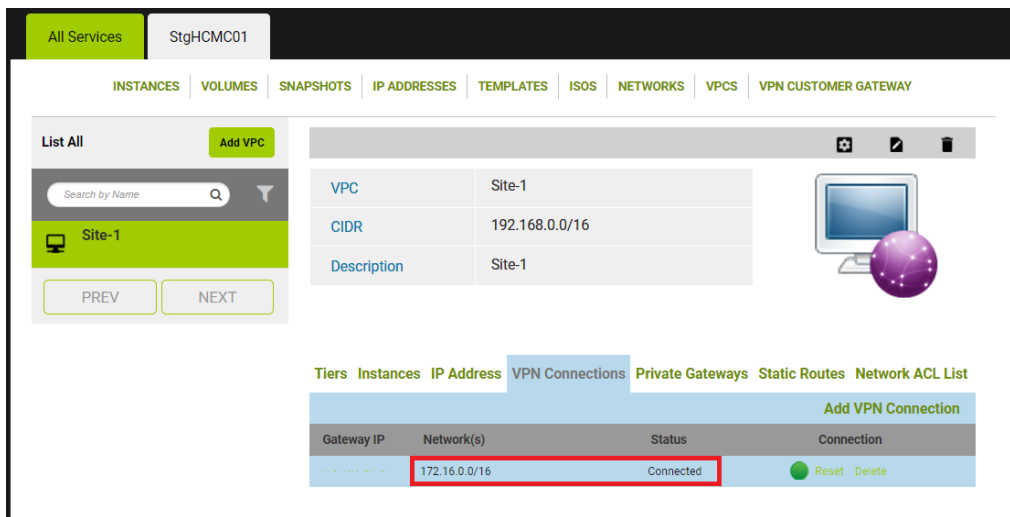 All Services StgHCMC01
INSTANCES VOLUMES SNAPSHOTS IP ADDRESSES TEMPLATES ISOS NETWORKS VPCS VPN CUSTOMER GATEWAY
List All Add VPC
Search by Name
Site-1
PREV NEXT
VPC Site-1
CIDR 192.168.0.0/16
Description Site-1
Tiers Instances IP Address VPN Connections Private Gateways Static Routes Network ACL List
Add VPN Connection
Gateway IP Network(s) Status Connection
172.16.0.0/16 Connected Reset Delete